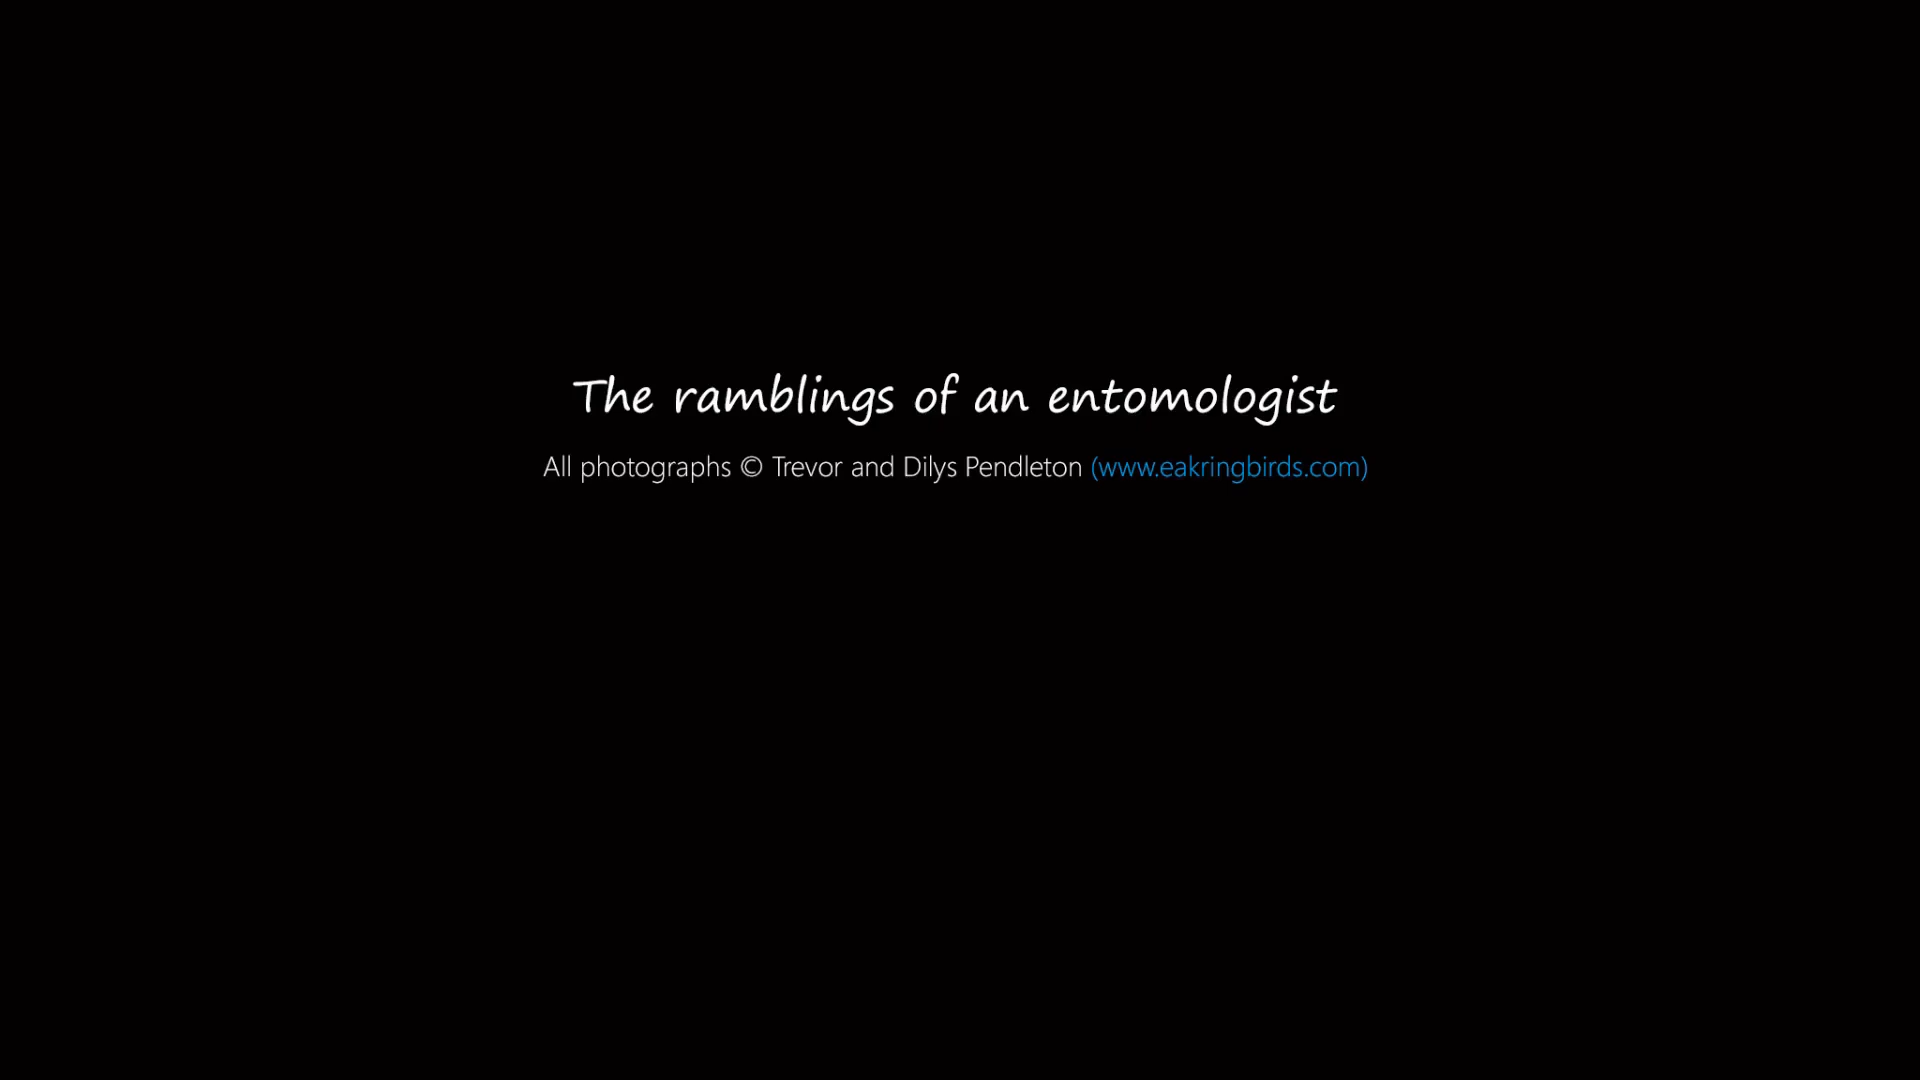 The ramblings of an entomologist
All photographs © Trevor and Dilys Pendleton (www.eakringbirds.com)